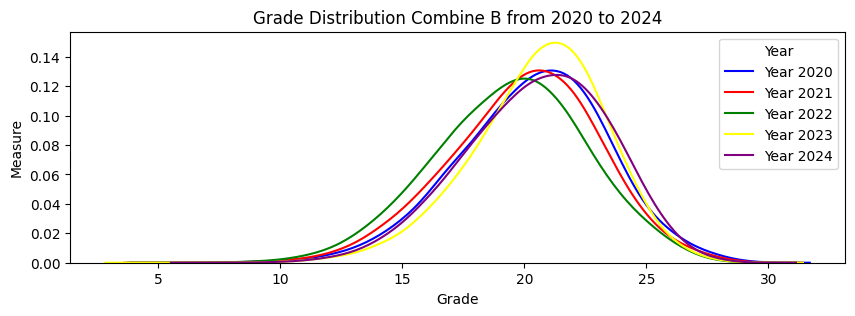 Grade Distribution Combine B from 2020 to 2024
Measure
0.14
0.12
0.10
0.08
0.06
0.04
0.02
0.00
5 10 15 20 25 30
Grade
Year
Year 2020
Year 2021
Year 2022
Year 2023
Year 2024